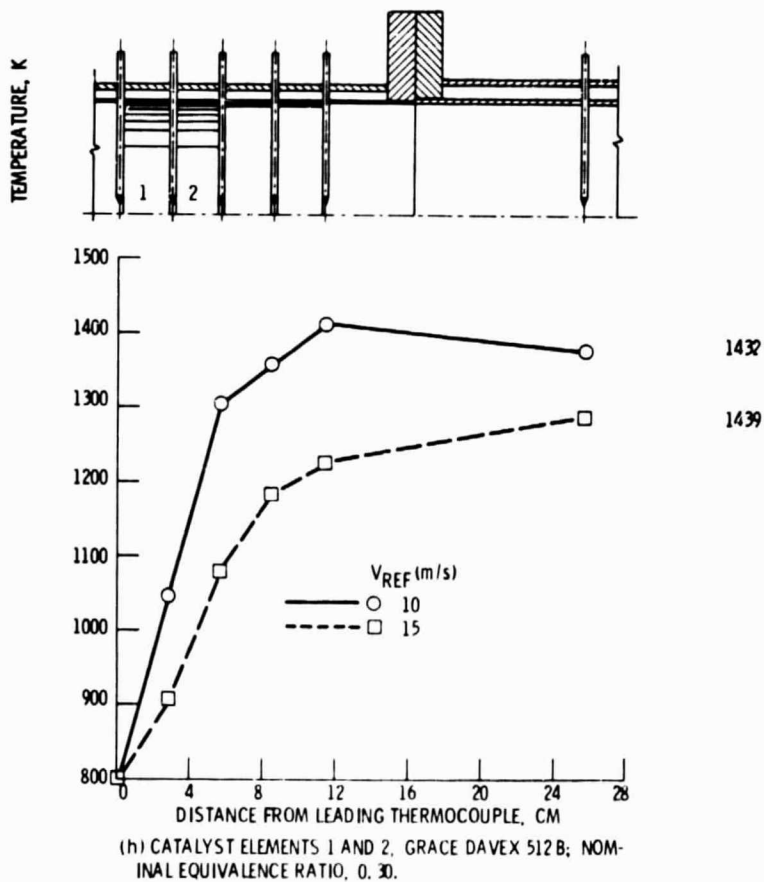 TEMPERATURE, K
1 2
1500
1400
1300
1200
1100
1000
900
800
1432
1439
VREF (m/s)
10
15
0 4 8 12 16 20 24 28
DISTANCE FROM LEADING THERMOCOUPLE, CM
(h) CATALYST ELEMENTS 1 AND 2, GRACE DAVEX 512 B; NOM-
INAL EQUIVALENCE RATIO, 0.30.